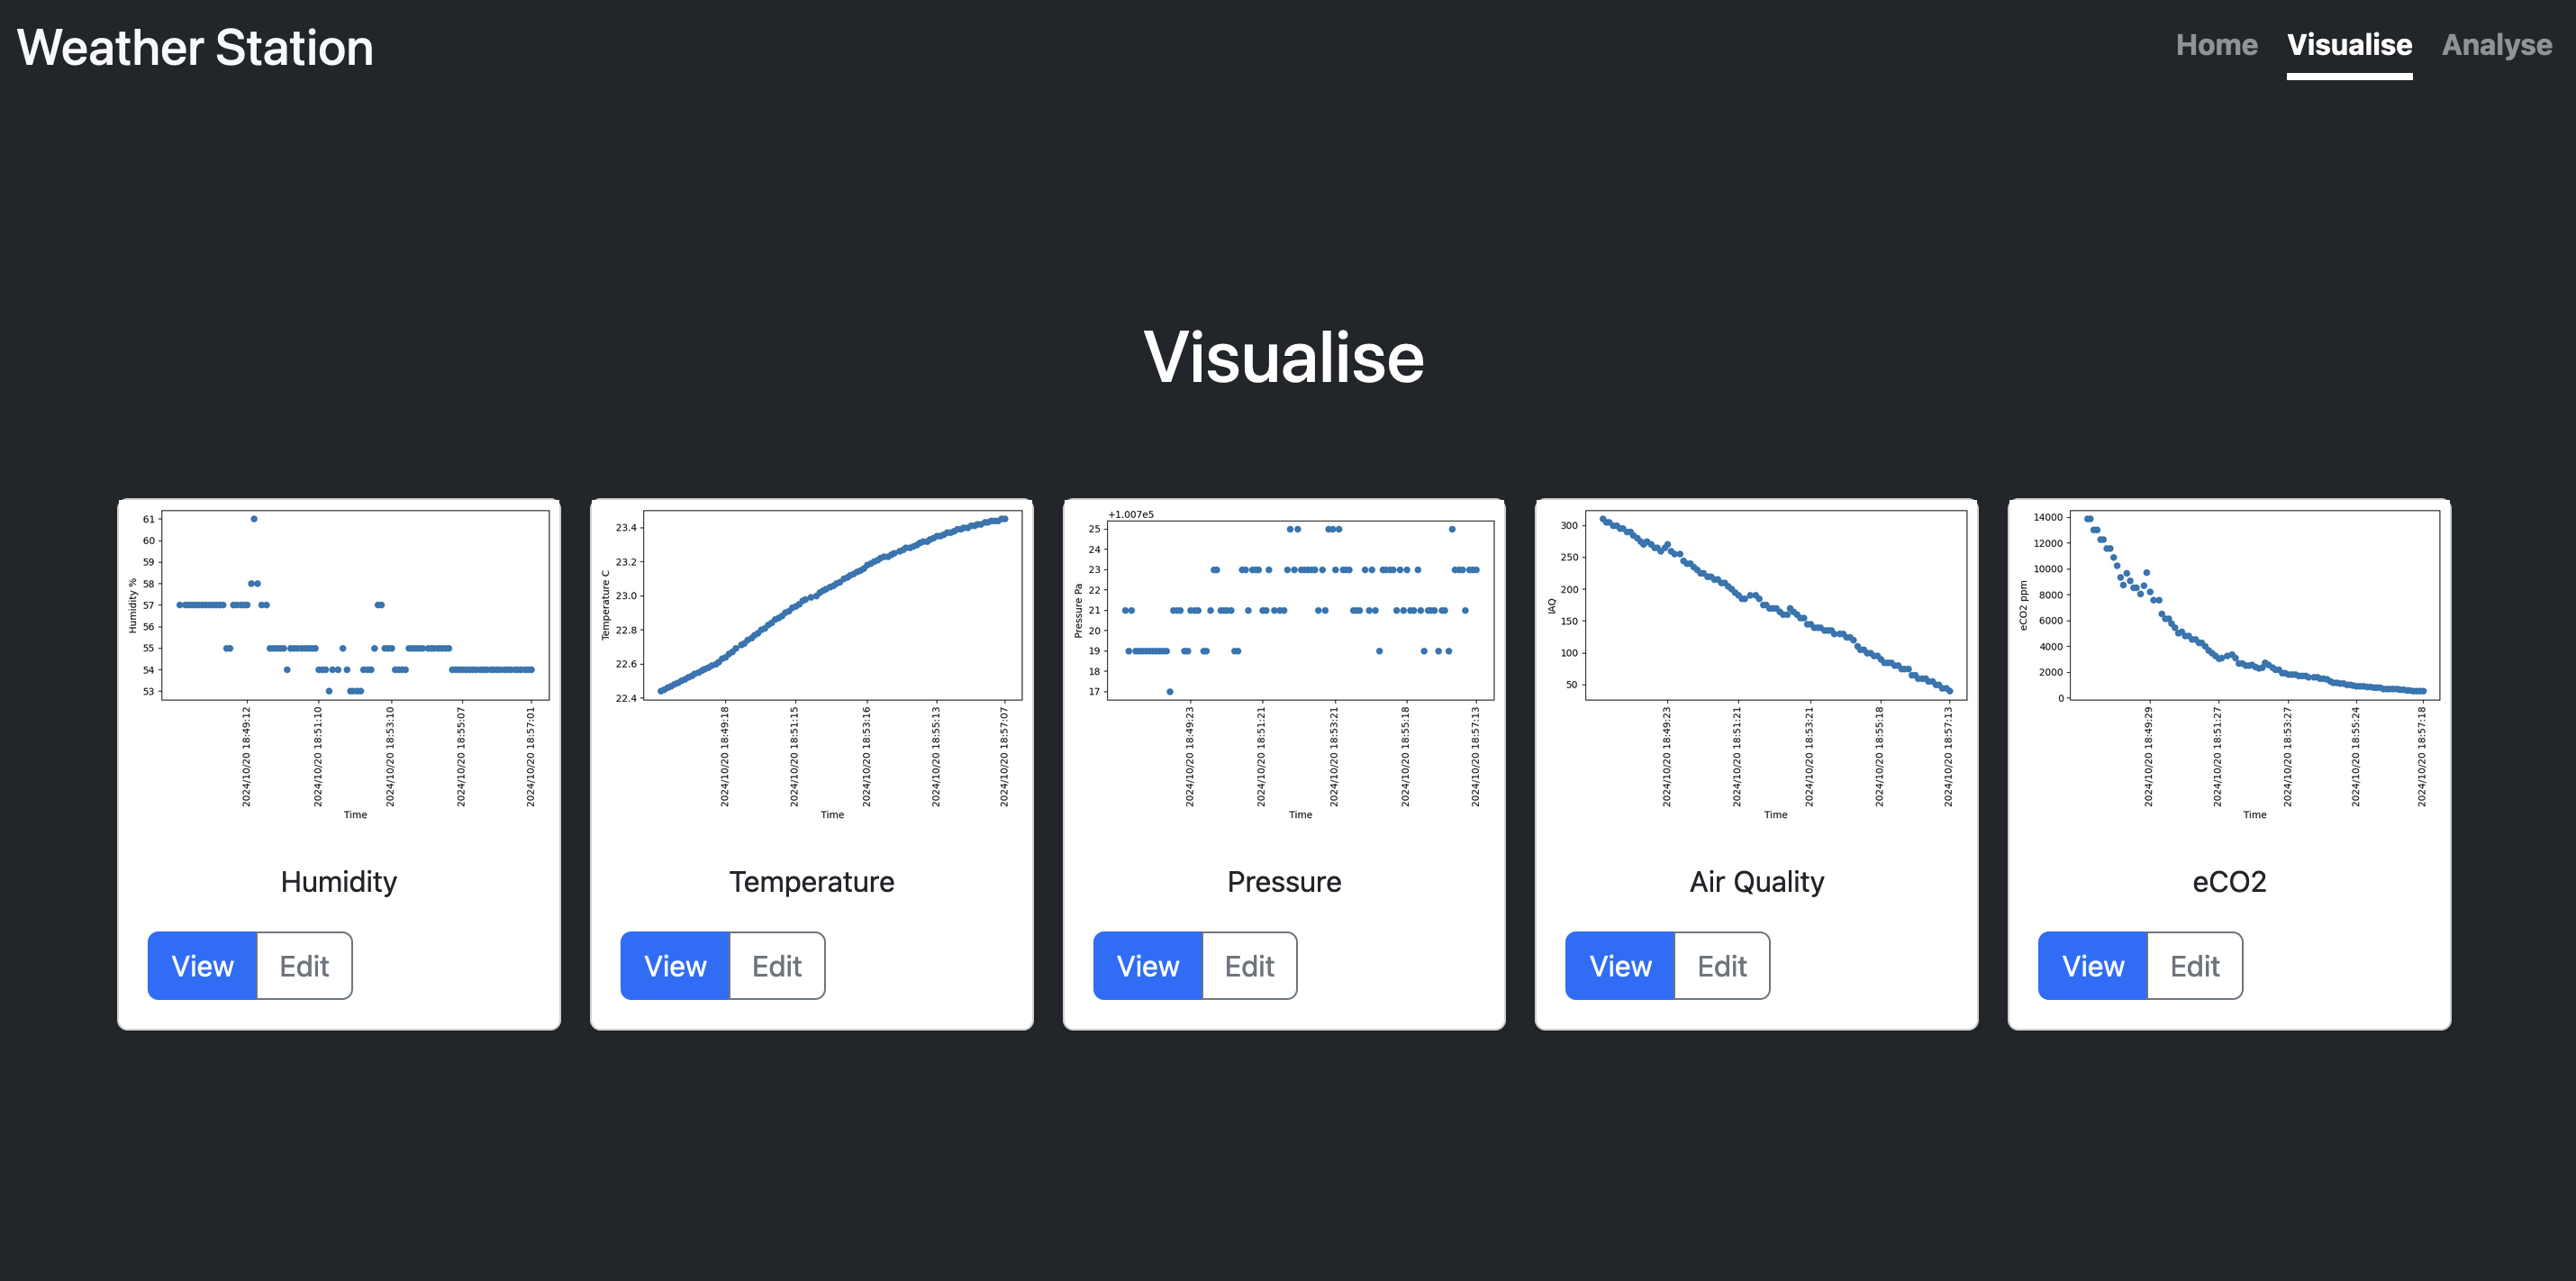 Weather Station
Home Visualise Analyse
Visualise
Humidity %
61
60
59
58
57
56
55
54
53
2024/10/20 18:49:12
2024/10/20 18:51:10
2024/10/20 18:53:10
2024/10/20 18:55:07
2024/10/20 18:57:01
Time
Humidity
View Edit
Temperature C
23.4
23.2
23.0
22.8
22.6
22.4
2024/10/20 18:49:18
2024/10/20 18:51:15
2024/10/20 18:53:16
2024/10/20 18:55:13
2024/10/20 18:57:07
Time
Temperature
View Edit
+1.007e5
Pressure Pa
25
24
23
22
21
20
19
18
17
2024/10/20 18:49:23
2024/10/20 18:51:21
2024/10/20 18:53:21
2024/10/20 18:55:18
2024/10/20 18:57:13
Time
Pressure
View Edit
IAQ
300
250
200
150
100
50
2024/10/20 18:49:23
2024/10/20 18:51:21
2024/10/20 18:53:21
2024/10/20 18:55:18
2024/10/20 18:57:13
Time
Air Quality
View Edit
eCO2 ppm
14000
12000
10000
8000
6000
4000
2000
0
2024/10/20 18:49:29
2024/10/20 18:51:27
2024/10/20 18:53:27
2024/10/20 18:55:24
2024/10/20 18:57:18
Time
eCO2
View Edit